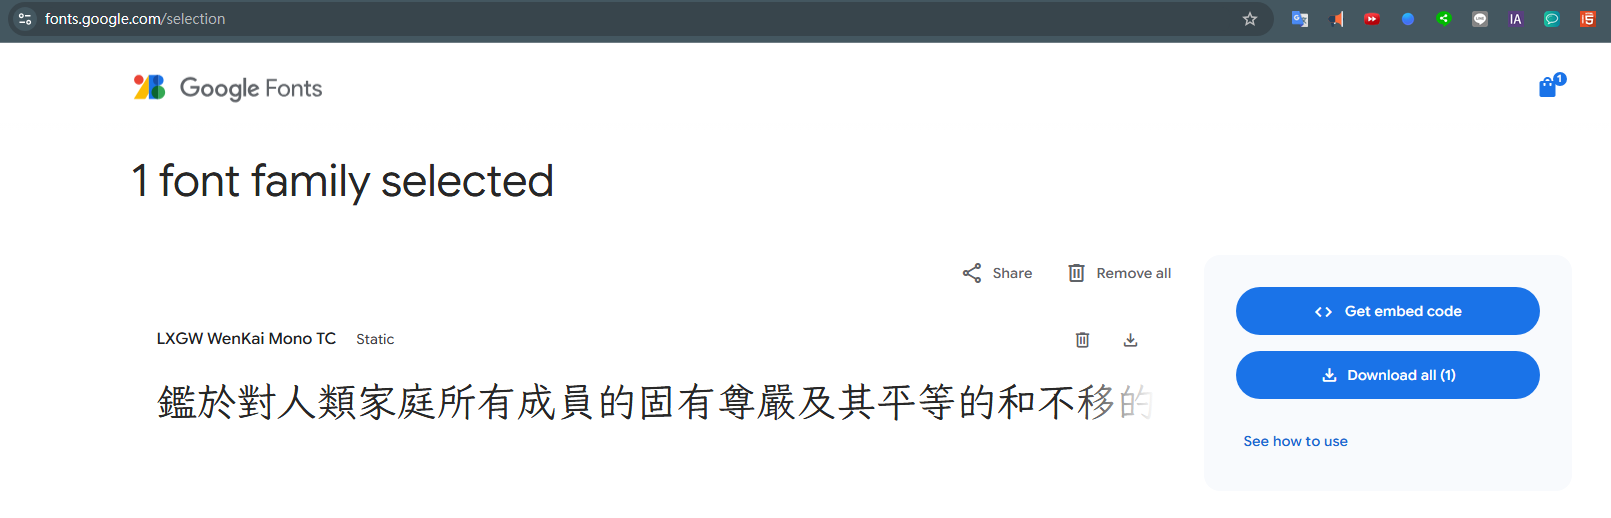 fonts.google.com/selection
Google Fonts
1
1 font family selected
Share
Remove all
LXGW WenKai Mono TC Static
鑑於對人類家庭所有成員的固有尊嚴及其平等的和不移的
Get embed code
Download all (1)
See how to use